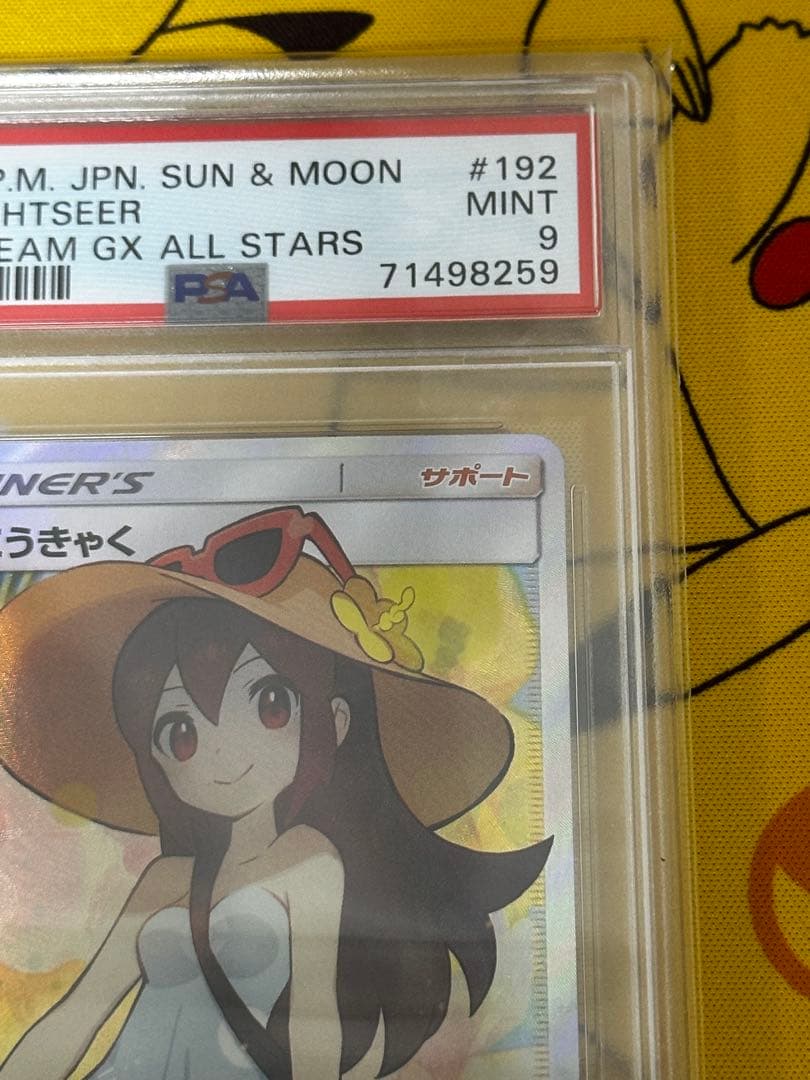 P.M. JPN. SUN & MOON #192
HTSEER MINT
EAM GX ALL STARS 9
PSA 71498259
NER'S サポート
うきゃく